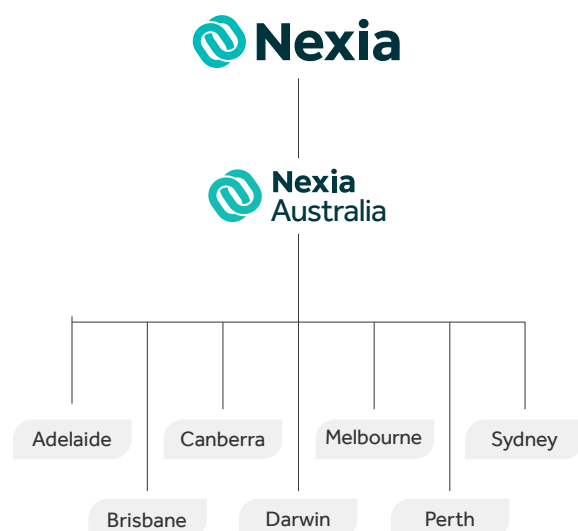 Nexia
Nexia
Australia
Adelaide
Canberra
Melbourne
Sydney
Brisbane
Darwin
Perth